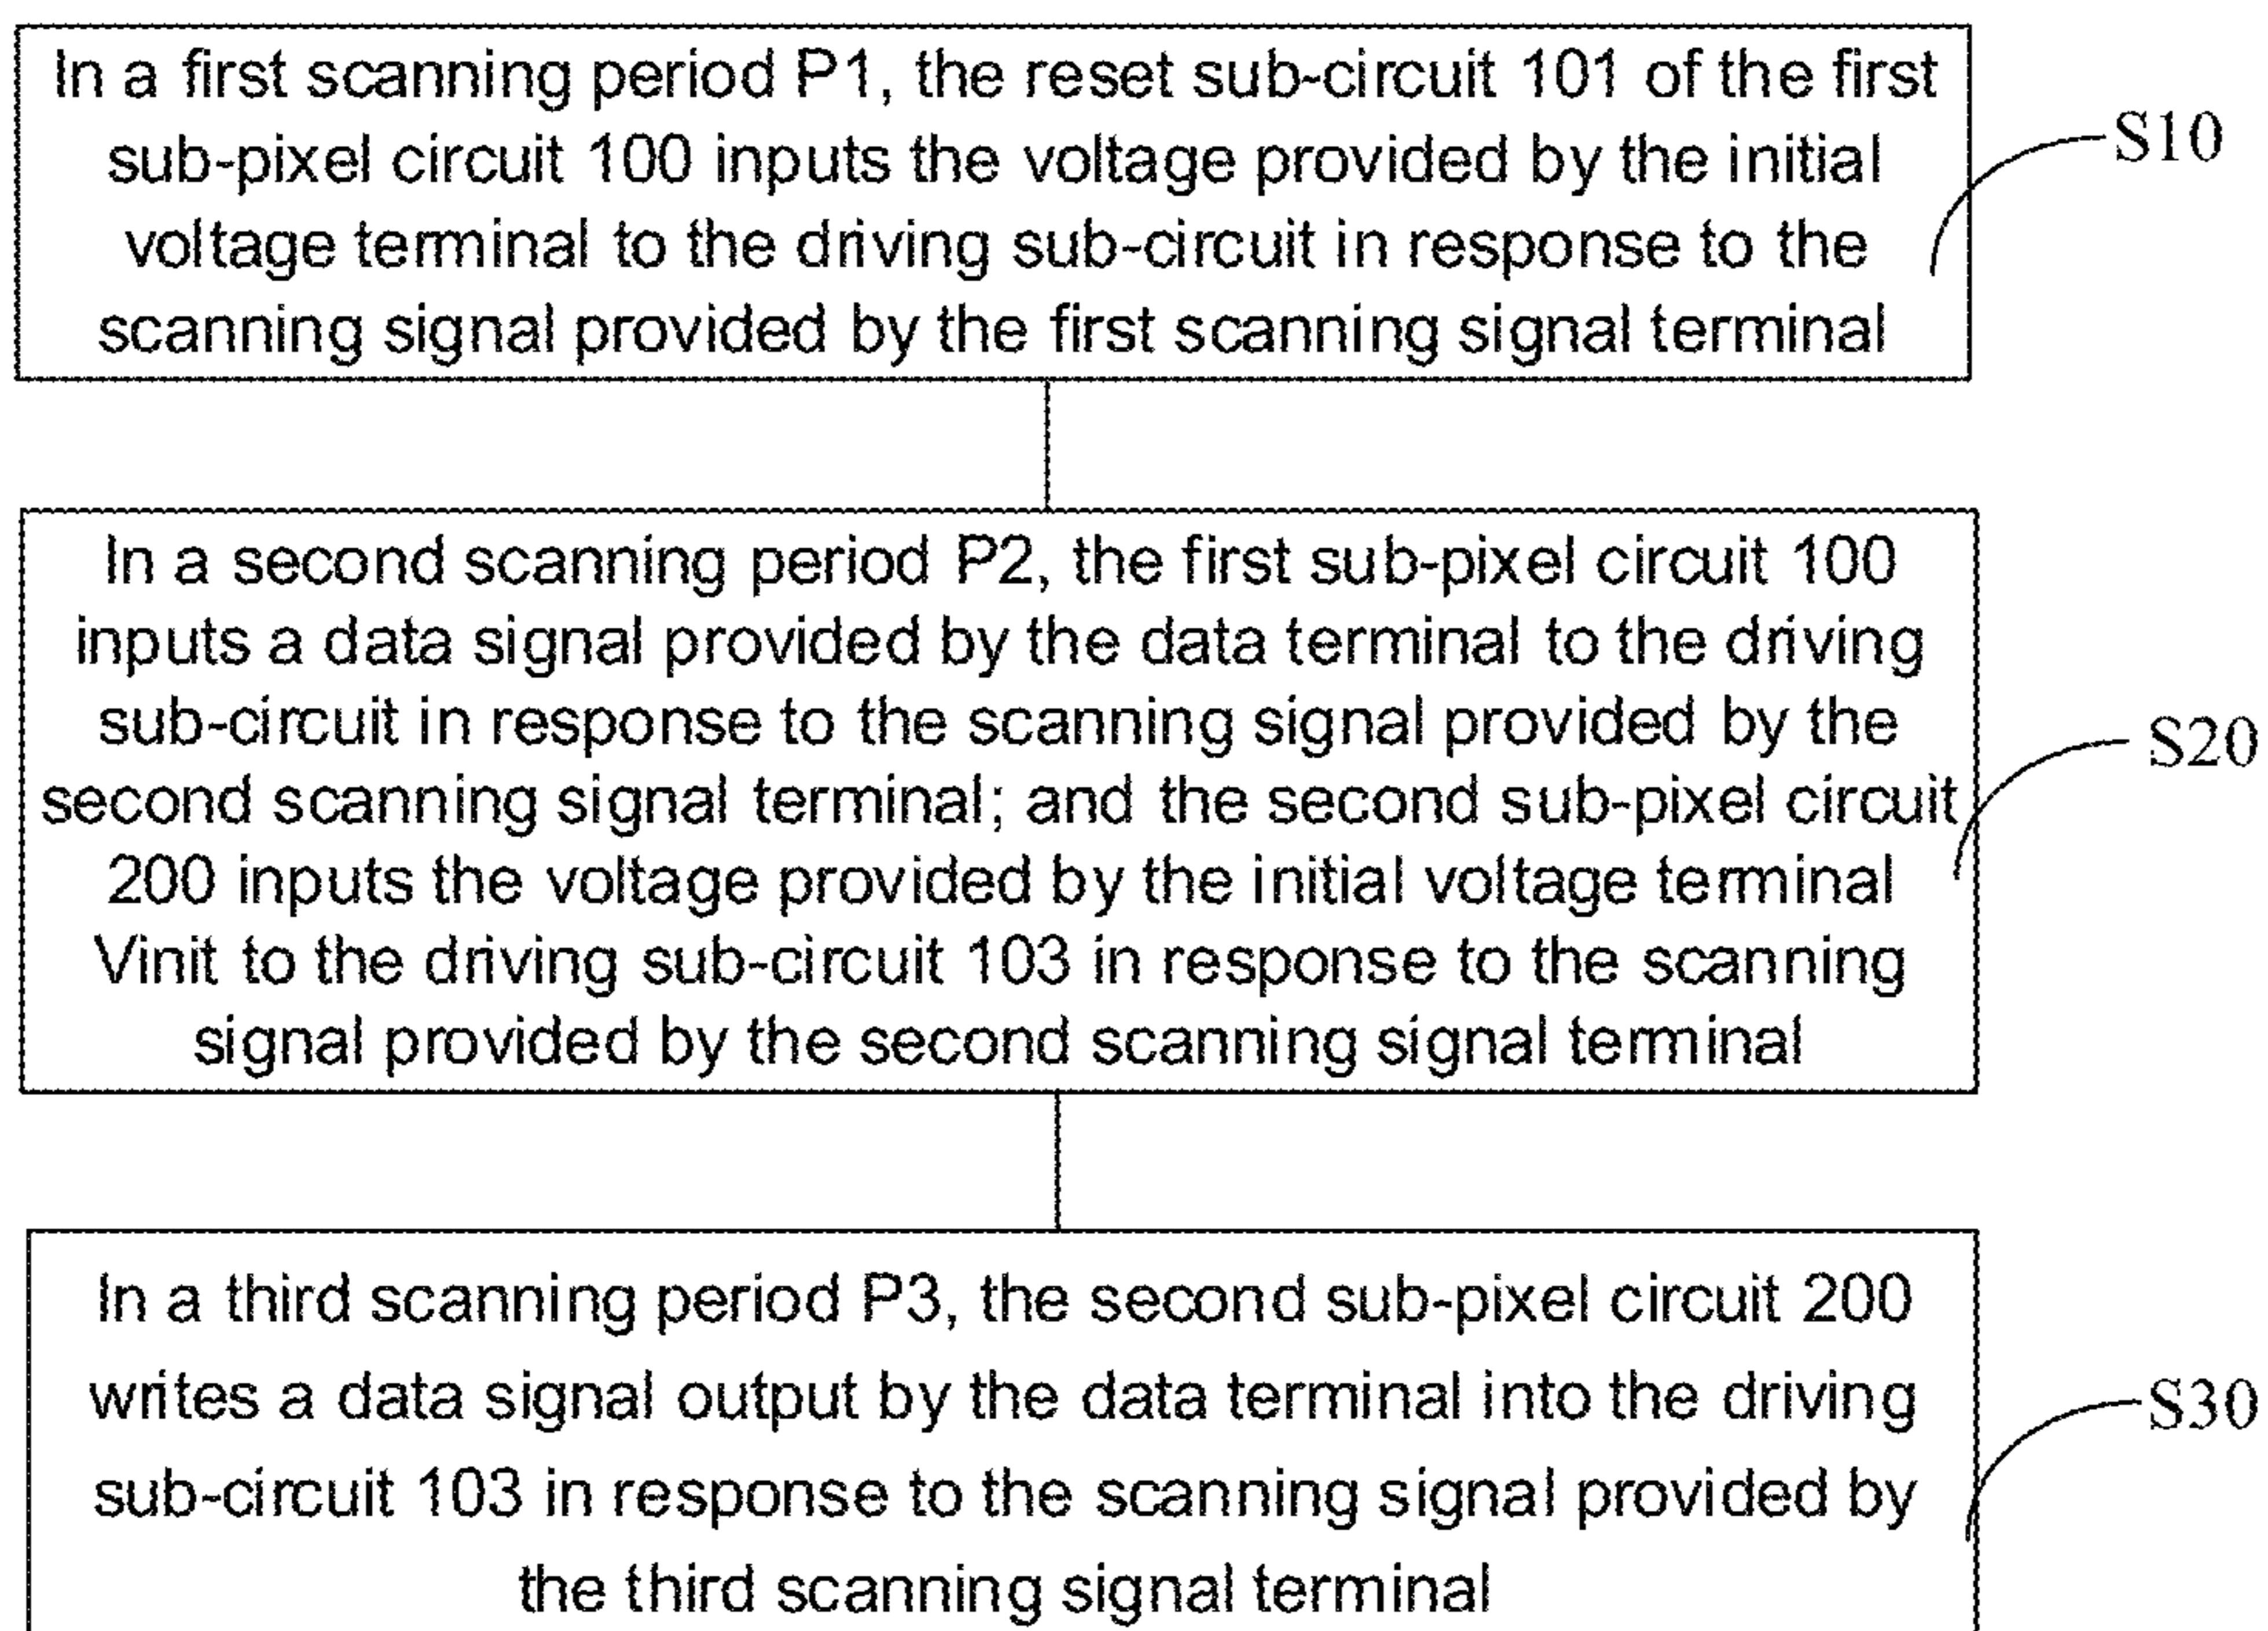 In a first scanning period P1, the reset sub-circuit 101 of the first
sub-pixel circuit 100 inputs the voltage provided by the initial
voltage terminal to the driving sub-circuit in response to the
scanning signal provided by the first scanning signal terminal
S10
In a second scanning period P2, the first sub-pixel circuit 100
inputs a data signal provided by the data terminal to the driving
sub-circuit in response to the scanning signal provided by the
second scanning signal terminal; and the second sub-pixel circuit
200 inputs the voltage provided by the initial voltage terminal
Vinit to the driving sub-circuit 103 in response to the scanning
signal provided by the second scanning signal terminal
S20
In a third scanning period P3, the second sub-pixel circuit 200
writes a data signal output by the data terminal into the driving
sub-circuit 103 in response to the scanning signal provided by
the third scanning signal terminal
S30